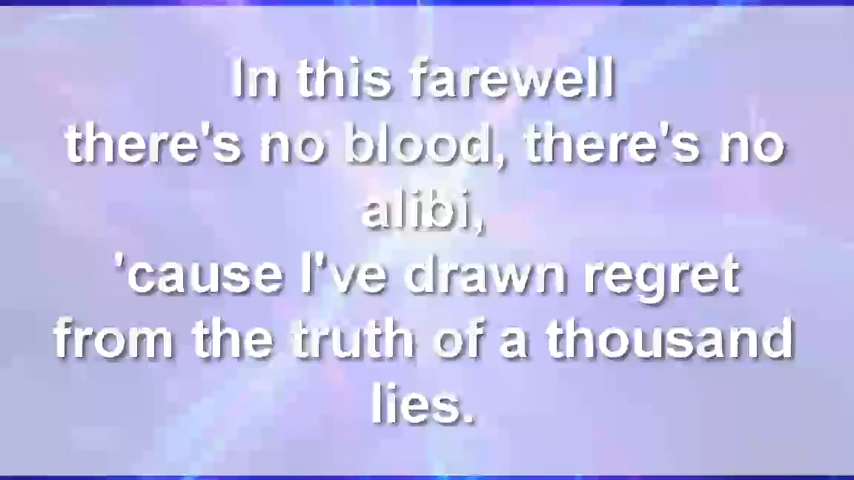 In this farewell
there's no blood, there's no
alibi,
'cause I've drawn regret
from the truth of a thousand
lies.